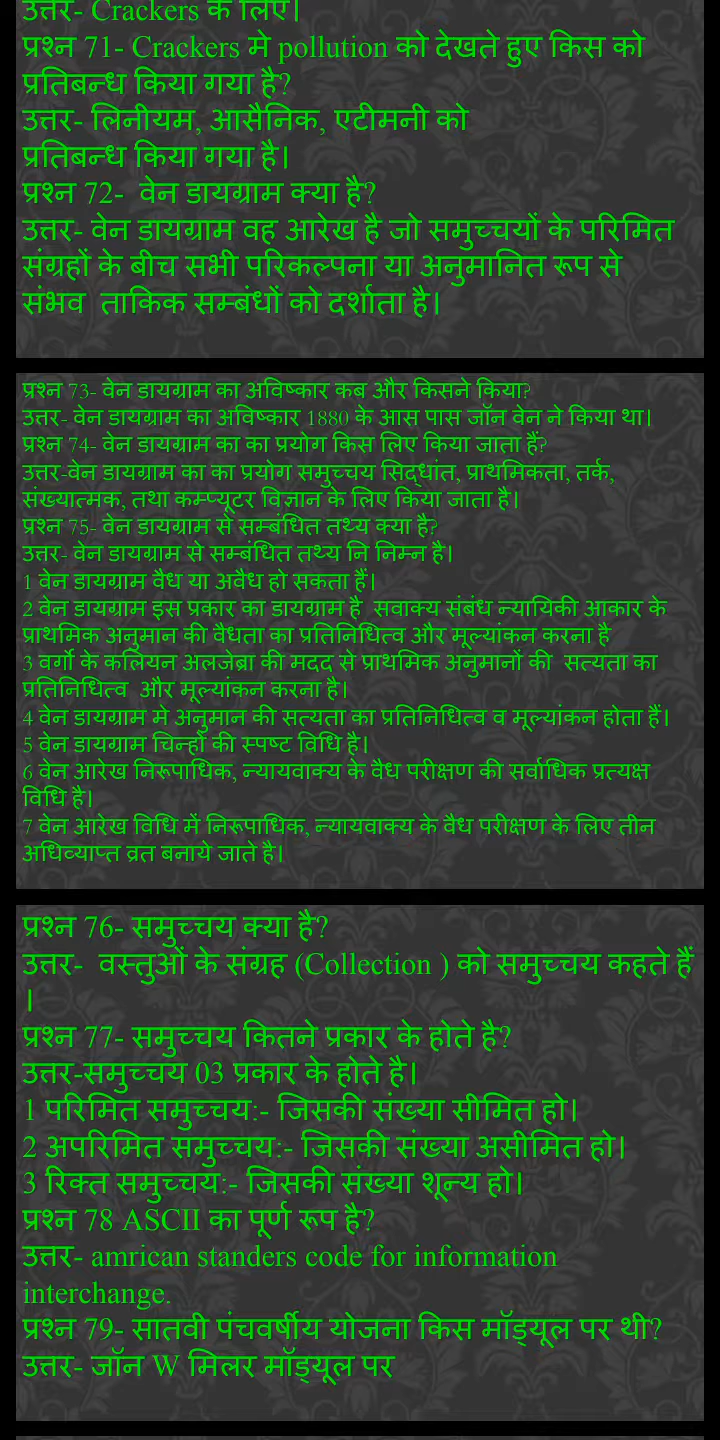 उत्तर- Crackers के लिए।
प्रश्न 71- Crackers मे pollution को देखते हुए किस को
प्रतिबन्ध किया गया है?
उत्तर- लिनीयम, आसैनिक, एटीमनी को
प्रतिबन्ध किया गया है।
प्रश्न 72-  वेन डायग्राम क्या है?
उत्तर- वेन डायग्राम वह आरेख है जो समुच्चयों के परिमित
संग्रहों के बीच सभी परिकल्पना या अनुमानित रूप से
संभव  ताकिक सम्बंधों को दर्शाता है।
प्रश्न 73- वेन डायग्राम का अविष्कार कब और किसने किया?
उत्तर- वेन डायग्राम का अविष्कार 1880 के आस पास जॉन वेन ने किया था।
प्रश्न 74- वेन डायग्राम का का प्रयोग किस लिए किया जाता हैं?
उत्तर-वेन डायग्राम का का प्रयोग समुच्चय सिद्धांत, प्राथमिकता, तर्क,
संख्यात्मक, तथा कम्प्यूटर विज्ञान के लिए किया जाता है।
प्रश्न 75- वेन डायग्राम से सम्बंधित तथ्य क्या है?
उत्तर- वेन डायग्राम से सम्बंधित तथ्य नि निम्न है।
1 वेन डायग्राम वैध या अवैध हो सकता हैं।
2 वेन डायग्राम इस प्रकार का डायग्राम है  सवाक्य संबंध न्यायिकी आकार के
प्राथमिक अनुमान की वैधता का प्रतिनिधित्व और मूल्यांकन करना है
3 वर्गो के कलियन अलजेब्रा की मदद से प्राथमिक अनुमानों की  सत्यता का
प्रतिनिधित्व  और मूल्यांकन करना है।
4 वेन डायग्राम मे अनुमान की सत्यता का प्रतिनिधित्व व मूल्यांकन होता हैं।
5 वेन डायग्राम चिन्हों की स्पष्ट विधि है।
6 वेन आरेख निरूपाधिक, न्यायवाक्य के वैध परीक्षण की सर्वाधिक प्रत्यक्ष
विधि है।
7 वेन आरेख विधि में निरूपाधिक, न्यायवाक्य के वैध परीक्षण के लिए तीन
अधिव्याप्त व्रत बनाये जाते है।
प्रश्न 76- समुच्चय क्या है?
उत्तर-  वस्तुओं के संग्रह (Collection ) को समुच्चय कहते हैं
।
प्रश्न 77- समुच्चय कितने प्रकार के होते है?
उत्तर-समुच्चय 03 प्रकार के होते है।
1 परिमित समुच्चय:- जिसकी संख्या सीमित हो।
2 अपरिमित समुच्चय:- जिसकी संख्या असीमित हो।
3 रिक्त समुच्चय:- जिसकी संख्या शून्य हो।
प्रश्न 78 ASCII का पूर्ण रूप है?
उत्तर- amrican standers code for information
interchange.
प्रश्न 79- सातवी पंचवर्षीय योजना किस मॉड्यूल पर थी?
उत्तर- जॉन W मिलर मॉड्यूल पर